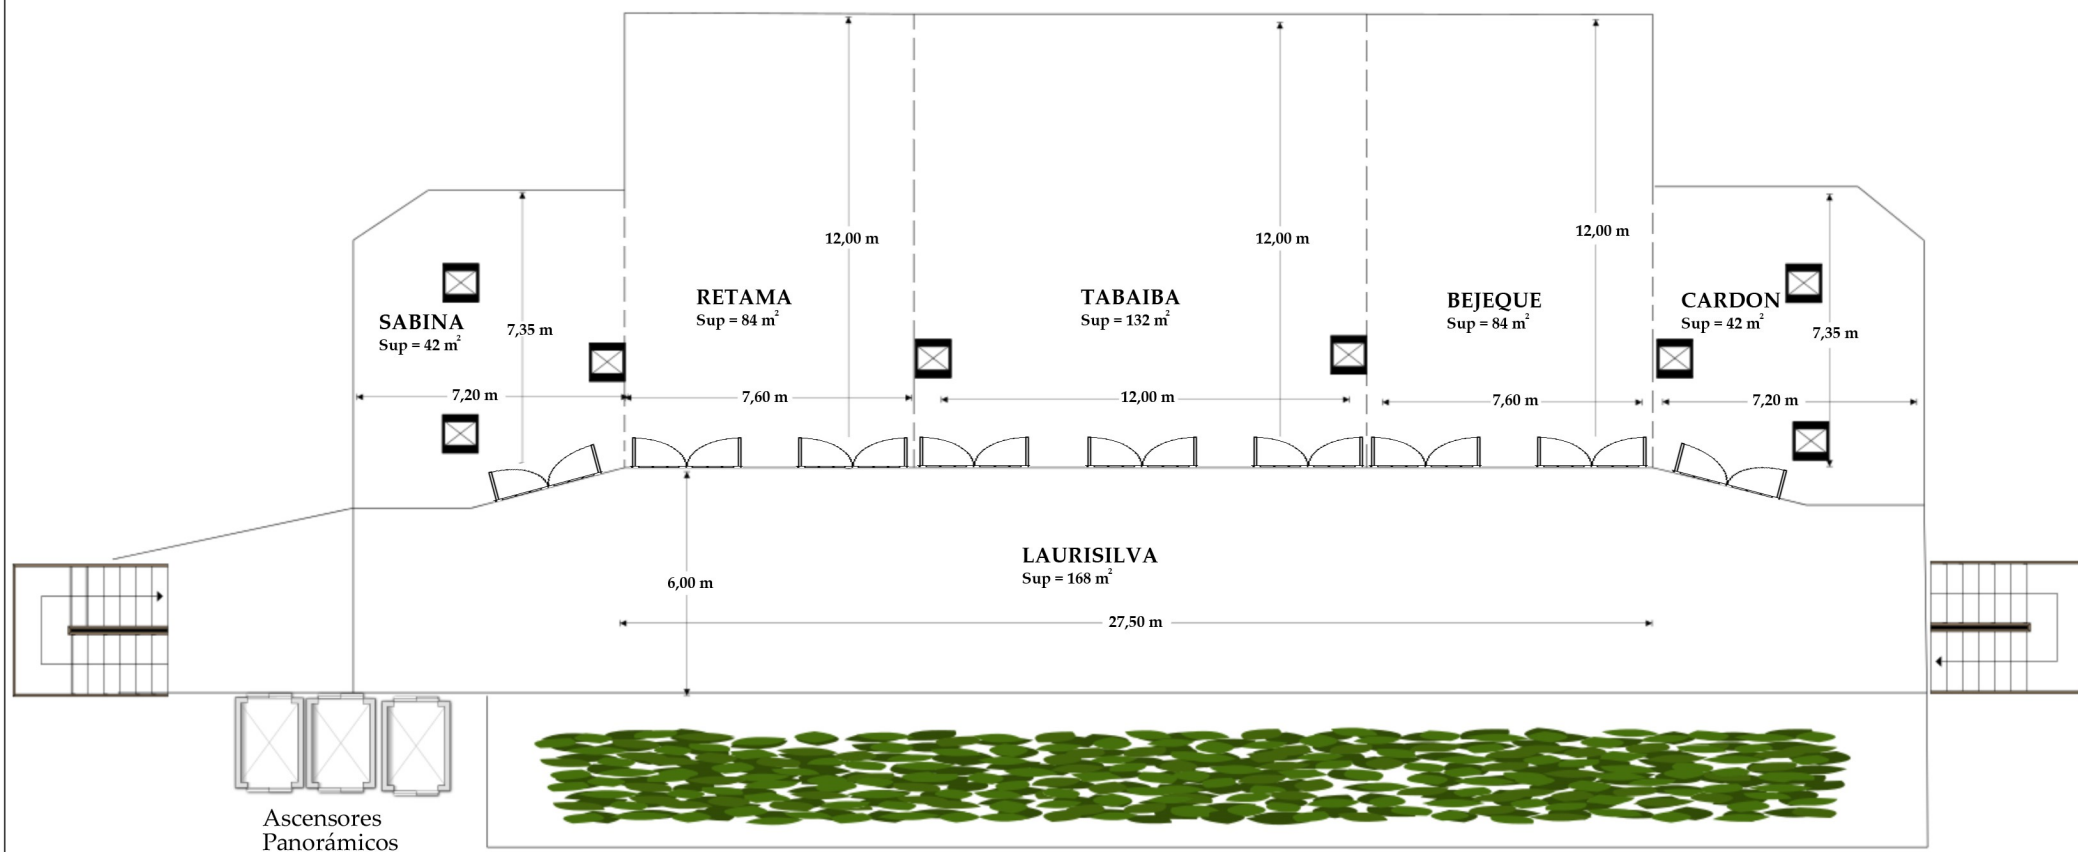 12,00 m
12,00 m
12,00 m
RETAMA
Sup = 84 m²
TABAIBA
Sup = 132 m²
BEJEQUE
Sup = 84 m²
CARDON
Sup = 42 m²
SABINA
Sup = 42 m²
7,35 m
7,35 m
7,20 m
7,60 m
12,00 m
7,60 m
7,20 m
LAURISILVA
Sup = 168 m²
6,00 m
27,50 m
Ascensores
Panorámicos